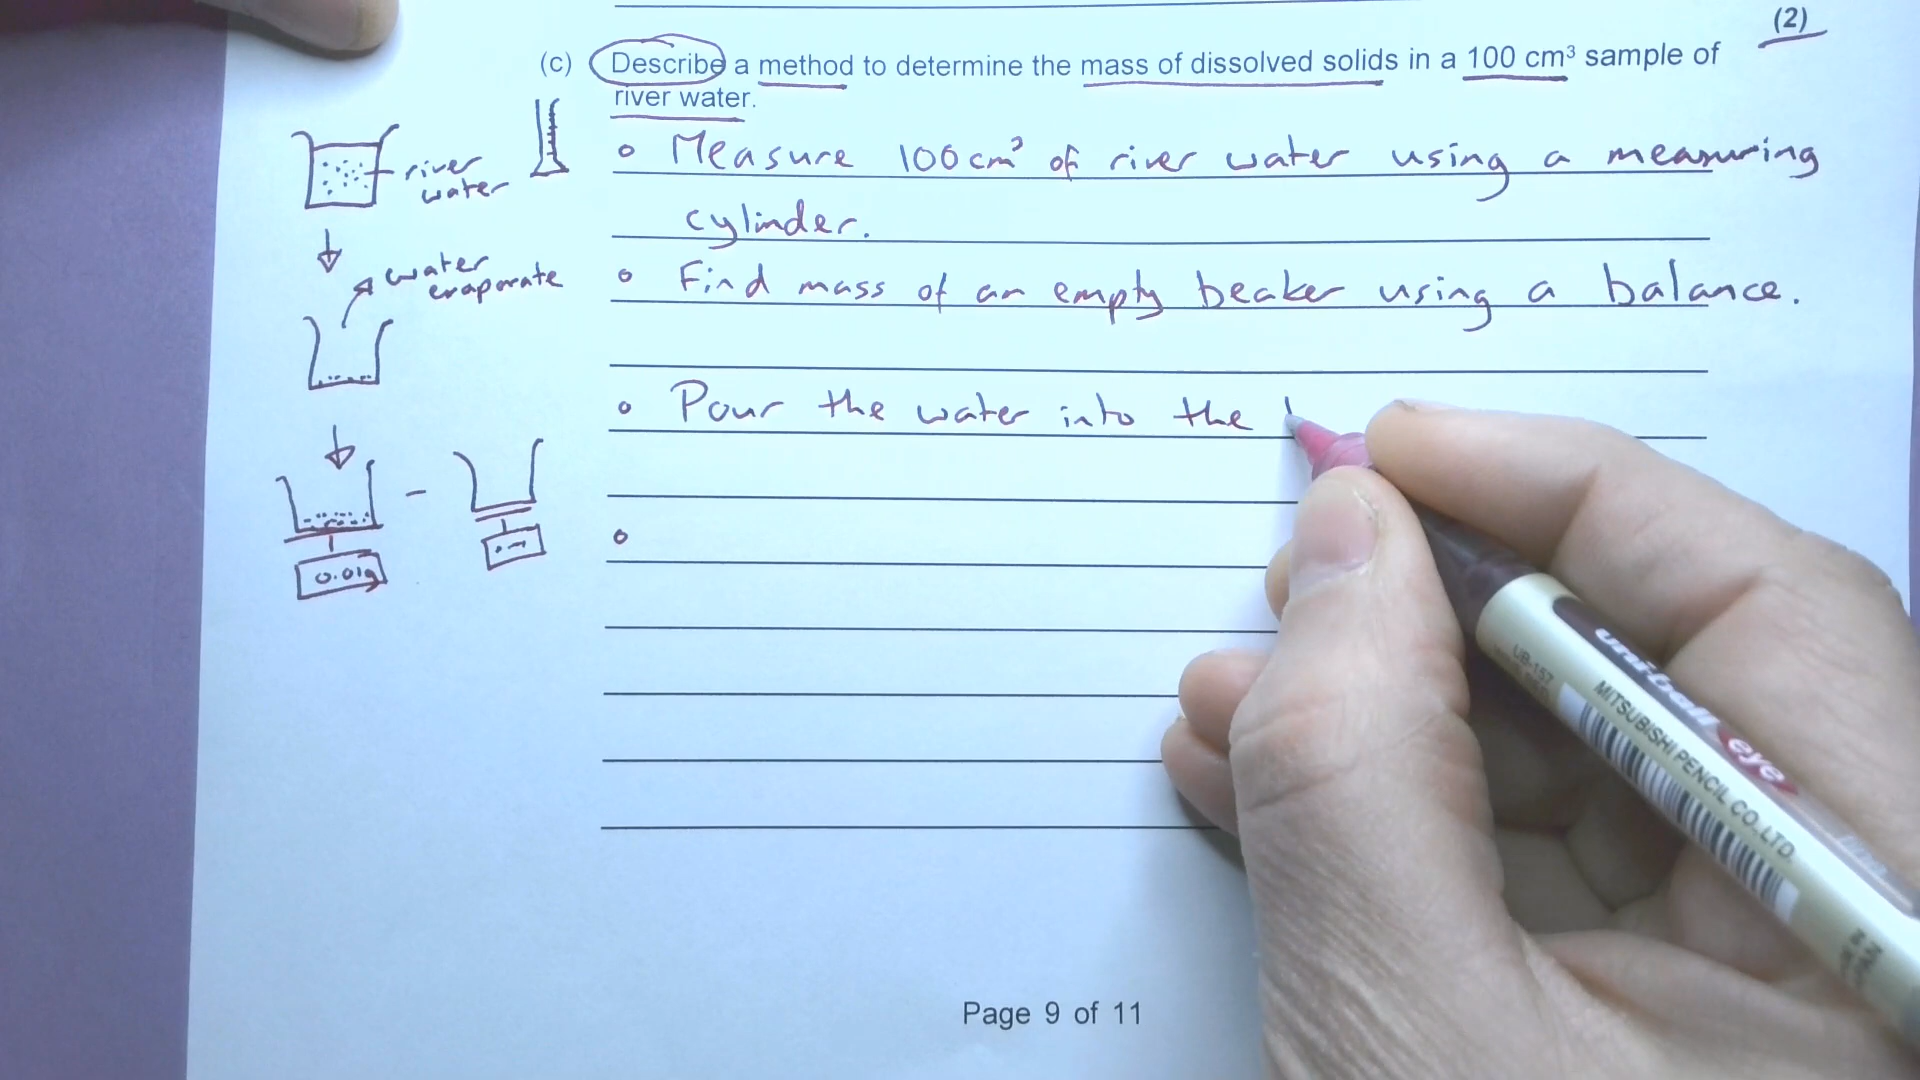 (2)
(c) Describe a method to determine the mass of dissolved solids in a 100 cm³ sample of
river water.
• Measure 100cm³ of river water using a measuring
cylinder.
• Find mass of an empty beaker using a balance.
• Pour the water into the
river
water
water
evaporate
0.01g
uni-ball eye
UB-157
MITSUBISHI PENCIL CO.LTD.
JAPAN
Page 9 of 11